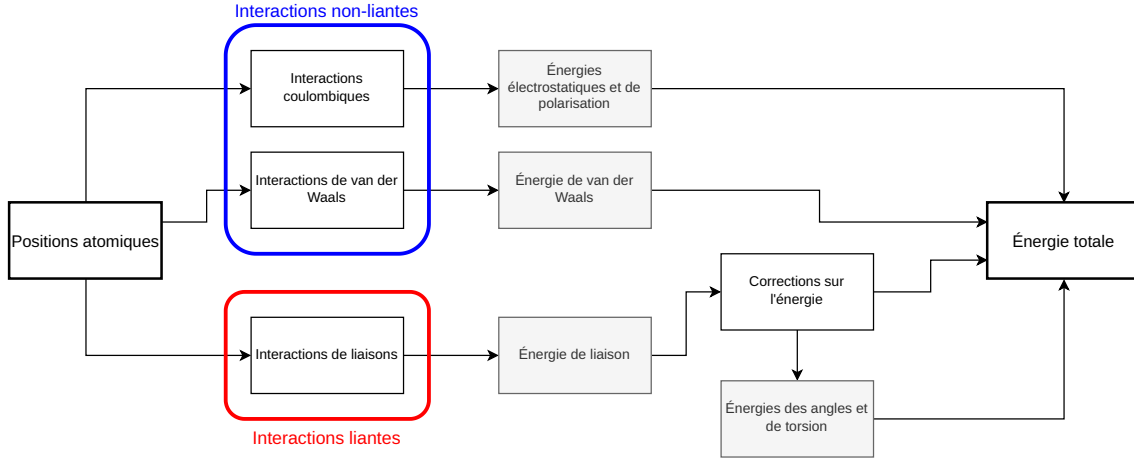 Interactions non-liantes
Interactions
coulombiques
Énergies
électrostatiques et de
polarisation
Interactions de van der
Waals
Énergie de van der
Waals
Positions atomiques
Énergie totale
Corrections sur
l'énergie
Interactions de liaisons
Énergie de liaison
Énergies des angles et
de torsion
Interactions liantes